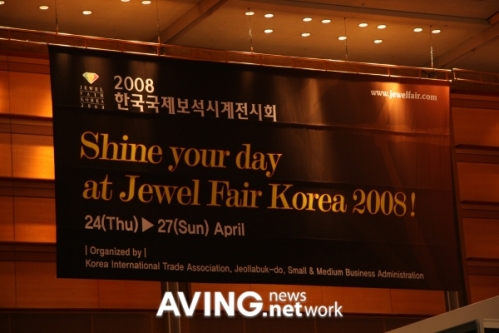 2008
한국국제보석시계전시회
www.jewelfair.com
Shine your day
at Jewel Fair Korea 2008!
24(Thu) ▶ 27(Sun) April
| Organized by |
Korea International Trade Association, Jeollabuk-do, Small & Medium Business Administration
AVING news network
.net